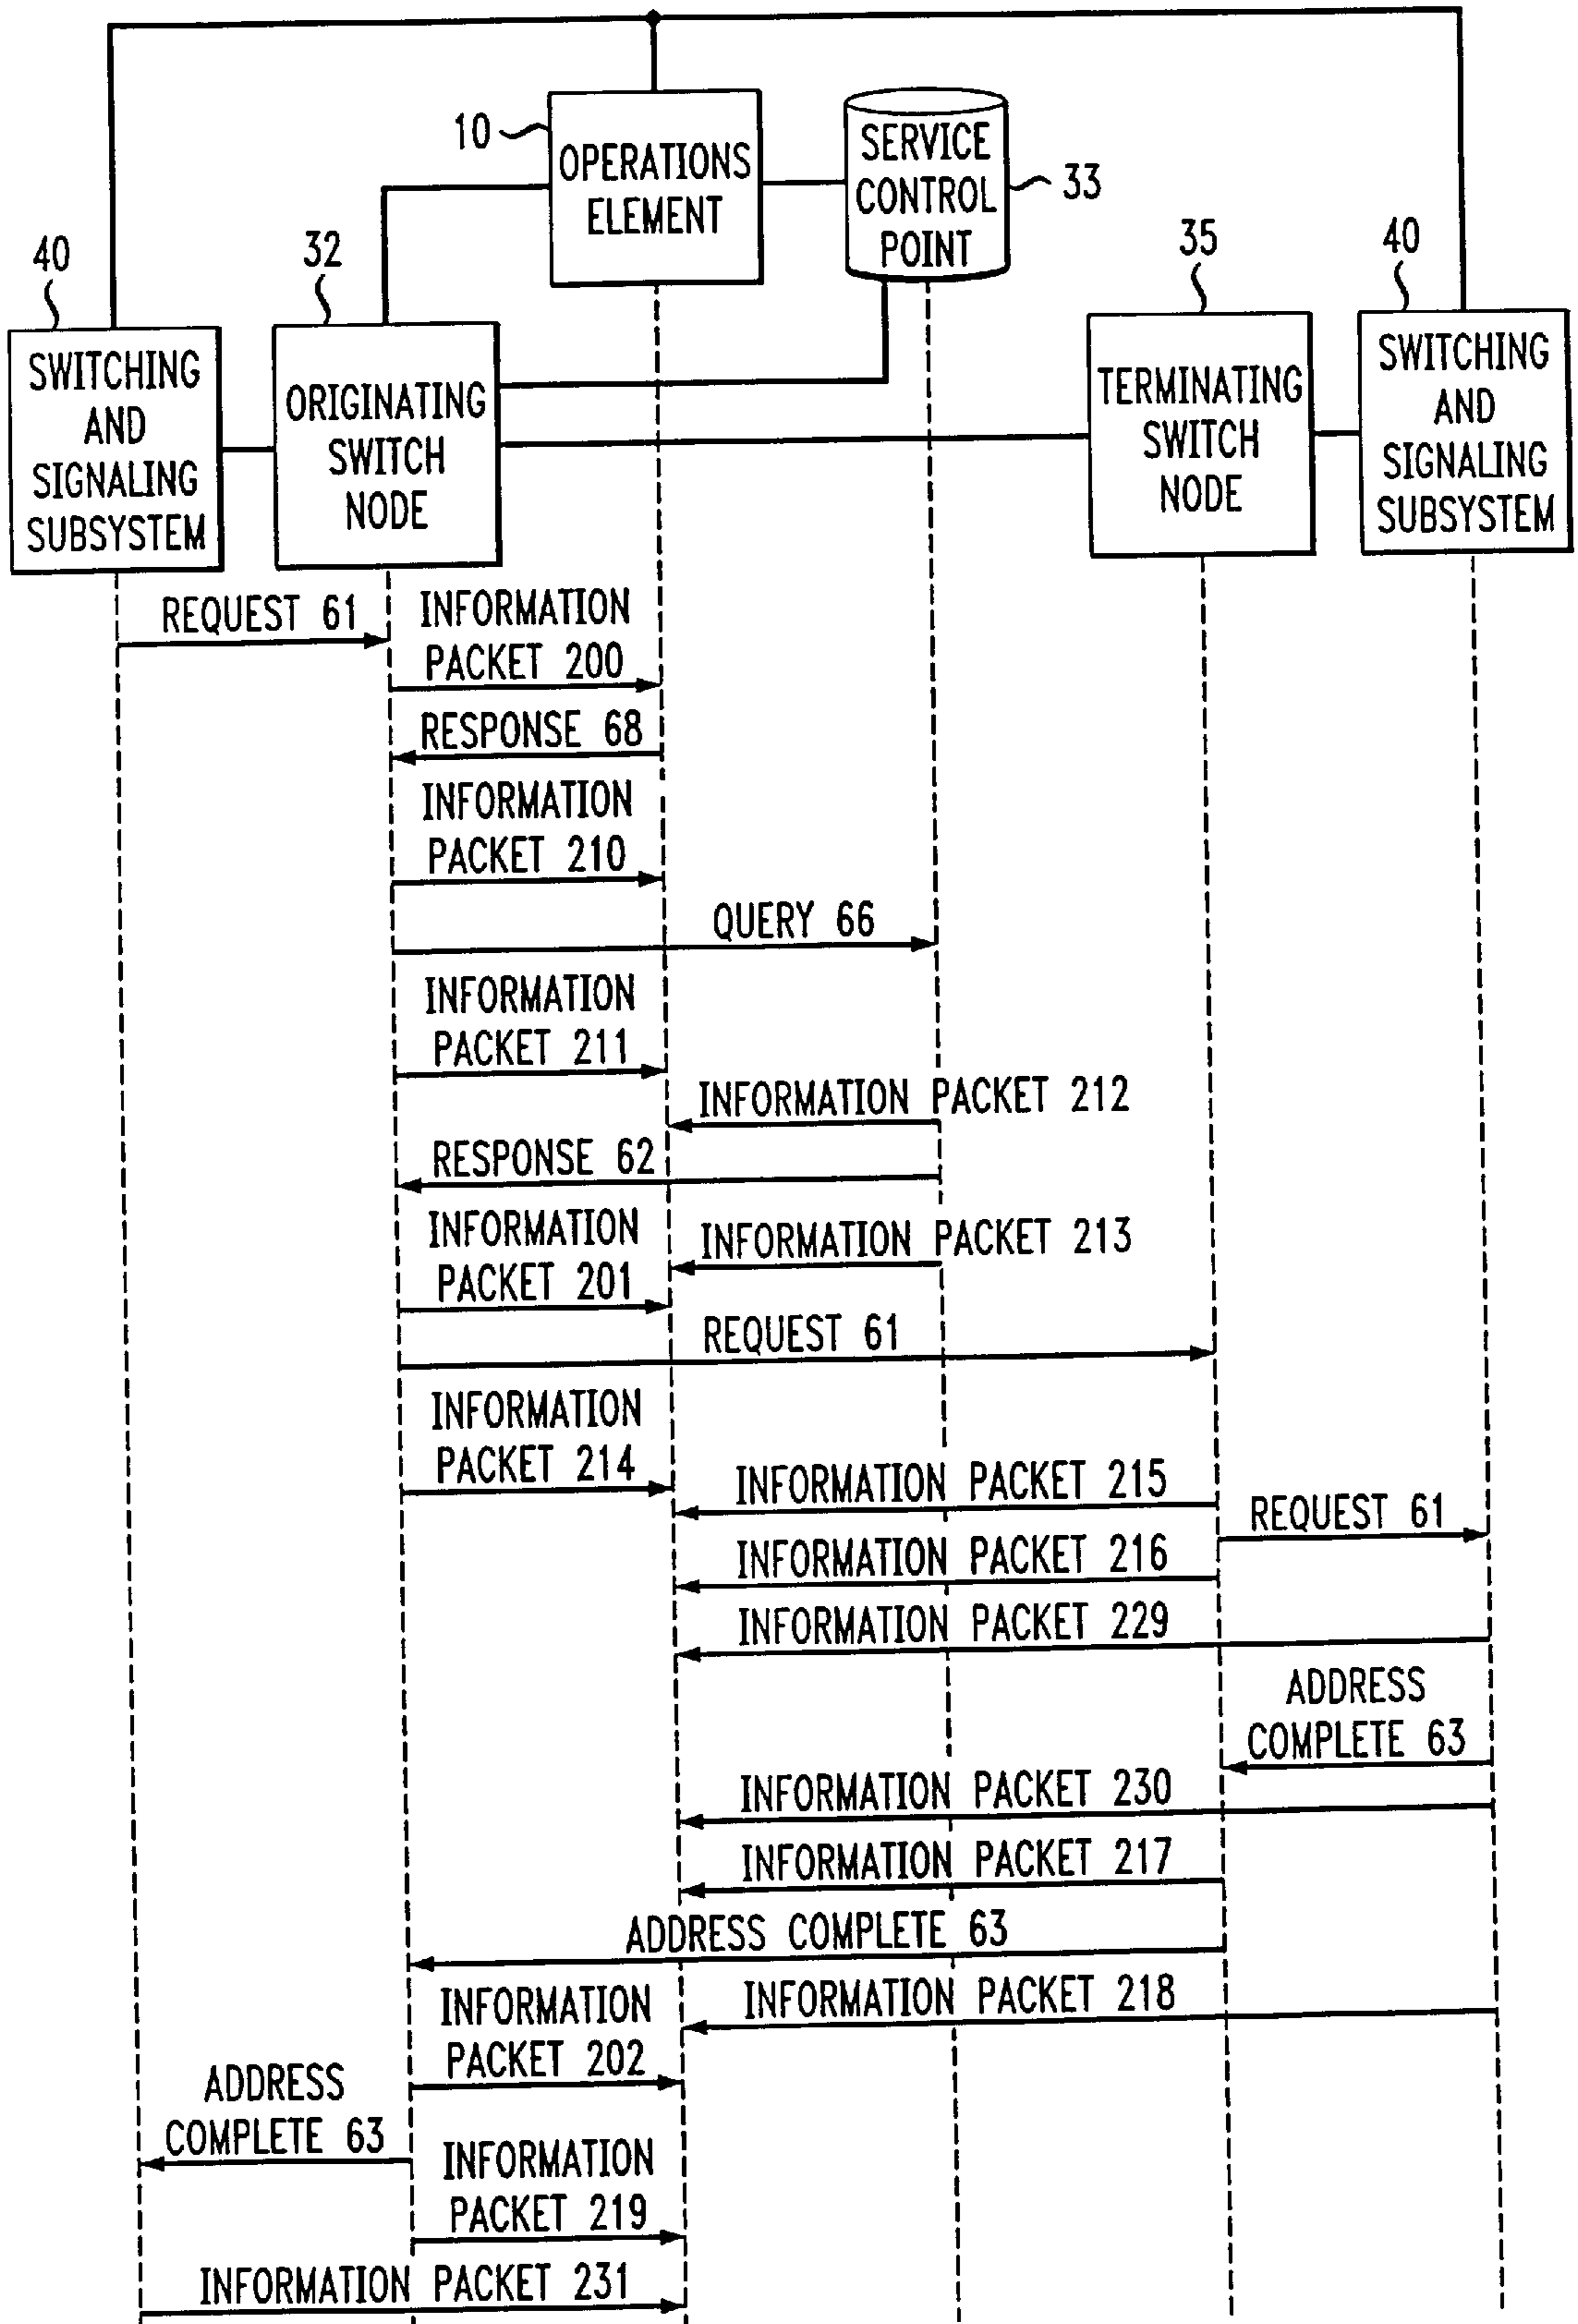 10
OPERATIONS
ELEMENT
SERVICE
CONTROL
POINT
33
40
32
35
40
SWITCHING
AND
SIGNALING
SUBSYSTEM
ORIGINATING
SWITCH
NODE
TERMINATING
SWITCH
NODE
SWITCHING
AND
SIGNALING
SUBSYSTEM
REQUEST 61
INFORMATION
PACKET 200
RESPONSE 68
INFORMATION
PACKET 210
QUERY 66
INFORMATION
PACKET 211
INFORMATION PACKET 212
RESPONSE 62
INFORMATION
PACKET 201
INFORMATION PACKET 213
REQUEST 61
INFORMATION
PACKET 214
INFORMATION PACKET 215
REQUEST 61
INFORMATION PACKET 216
INFORMATION PACKET 229
ADDRESS
COMPLETE 63
INFORMATION PACKET 230
INFORMATION PACKET 217
ADDRESS COMPLETE 63
INFORMATION
PACKET 202
INFORMATION PACKET 218
ADDRESS
COMPLETE 63
INFORMATION
PACKET 219
INFORMATION PACKET 231